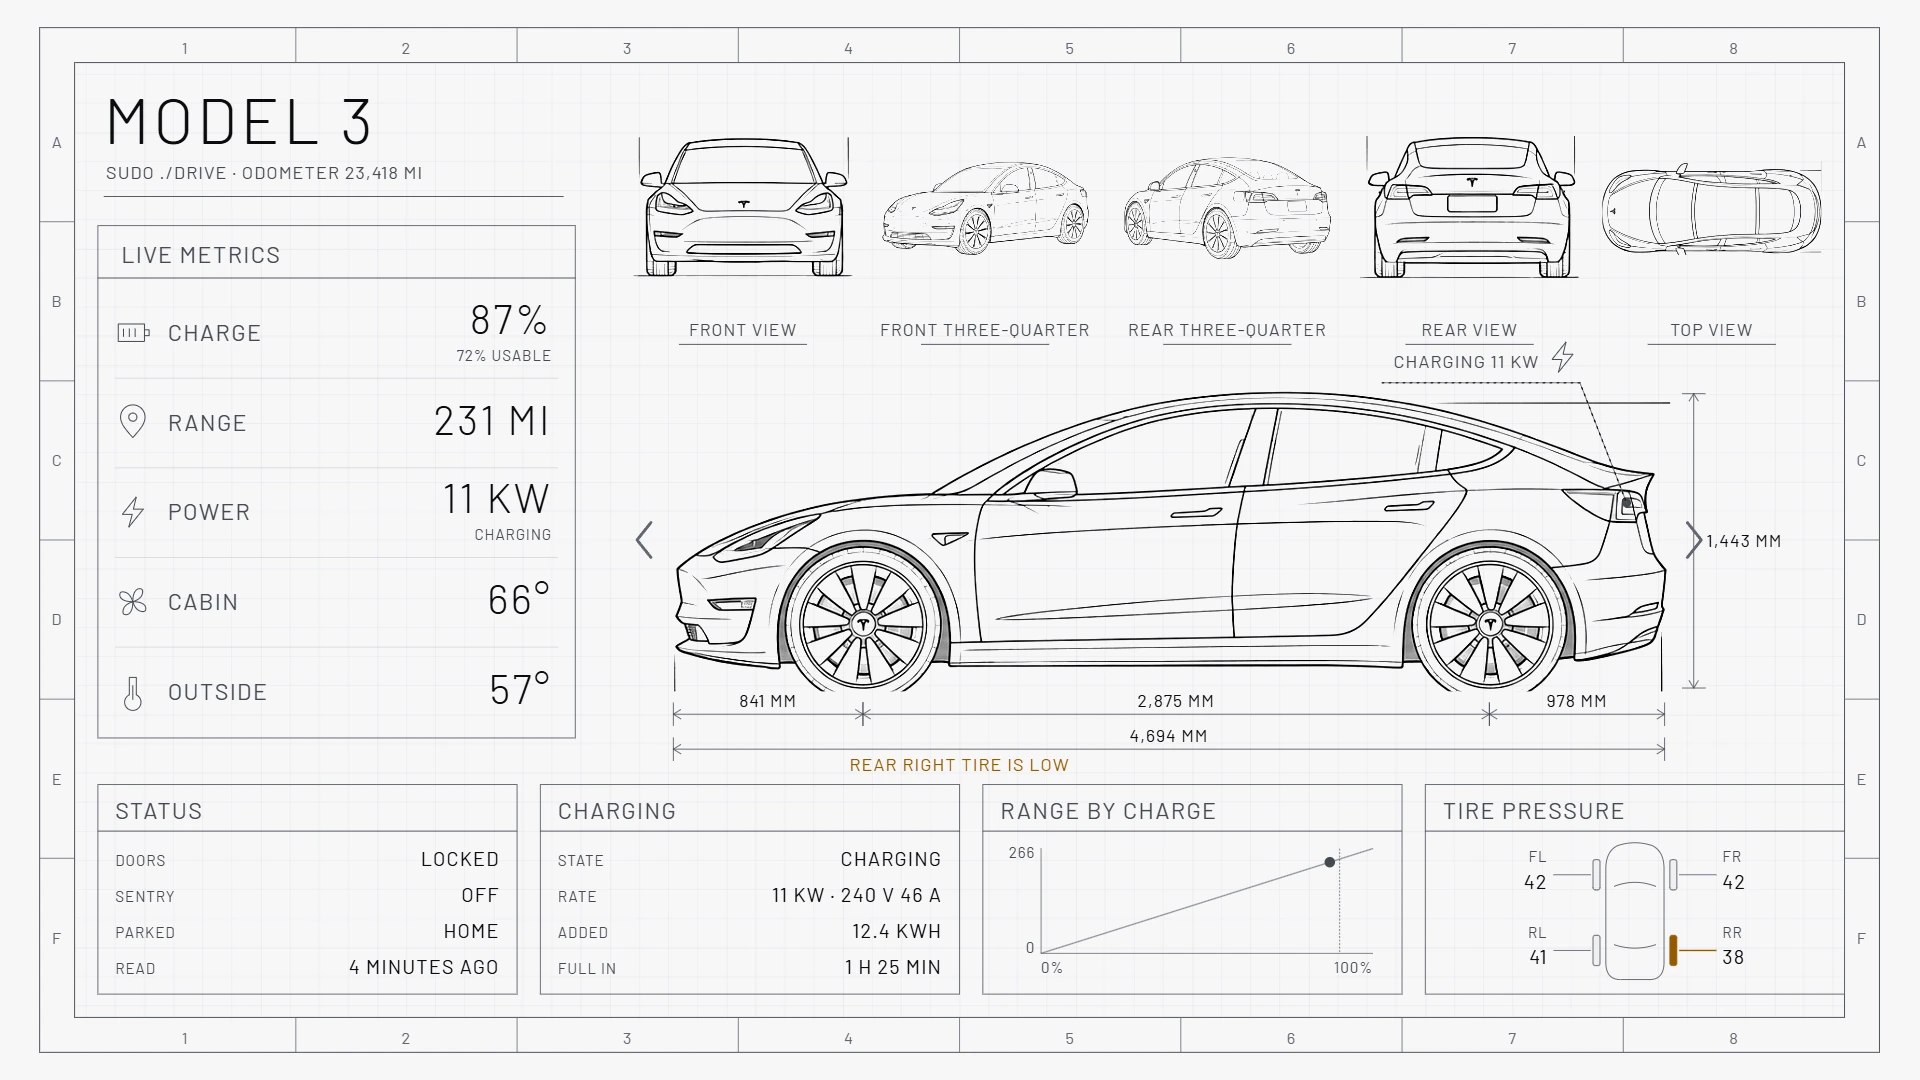 1 2 3 4 5 6 7 8
A A
B B
C C
D D
E E
F F
MODEL 3
SUDO ./DRIVE · ODOMETER 23,418 MI
LIVE METRICS
CHARGE 87%
72% USABLE
RANGE 231 MI
POWER 11 KW
CHARGING
CABIN 66°
OUTSIDE 57°
FRONT VIEW
FRONT THREE-QUARTER
REAR THREE-QUARTER
REAR VIEW
TOP VIEW
CHARGING 11 KW
1,443 MM
841 MM
2,875 MM
978 MM
4,694 MM
REAR RIGHT TIRE IS LOW
STATUS
DOORS LOCKED
SENTRY OFF
PARKED HOME
READ 4 MINUTES AGO
CHARGING
STATE CHARGING
RATE 11 KW · 240 V 46 A
ADDED 12.4 KWH
FULL IN 1 H 25 MIN
RANGE BY CHARGE
266
0
0% 100%
TIRE PRESSURE
FL FR
42 42
RL RR
41 38
1 2 3 4 5 6 7 8